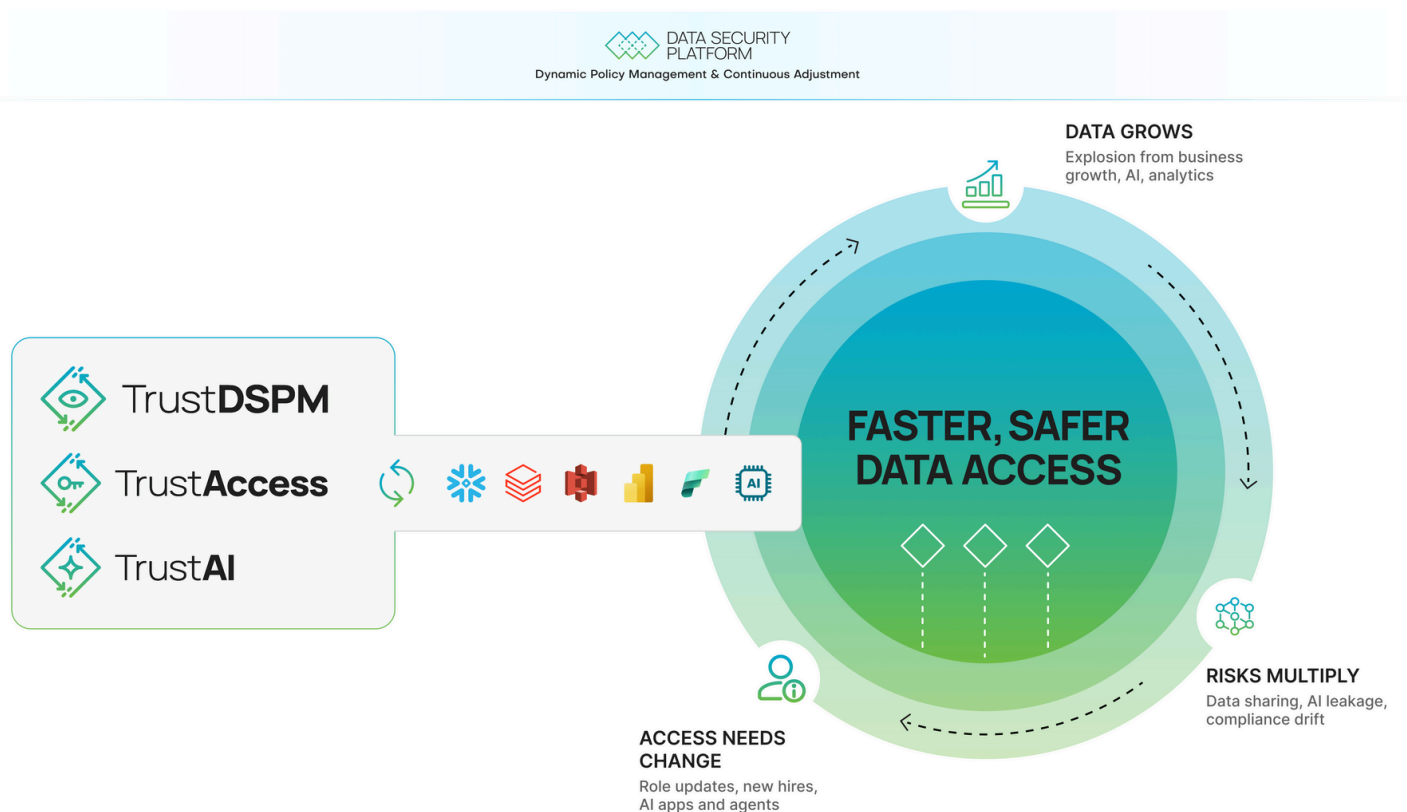 DATA SECURITY
PLATFORM
Dynamic Policy Management & Continuous Adjustment
DATA GROWS
Explosion from business
growth, AI, analytics
TrustDSPM
TrustAccess
TrustAI
AI
FASTER, SAFER
DATA ACCESS
RISKS MULTIPLY
Data sharing, AI leakage,
compliance drift
ACCESS NEEDS
CHANGE
Role updates, new hires,
AI apps and agents